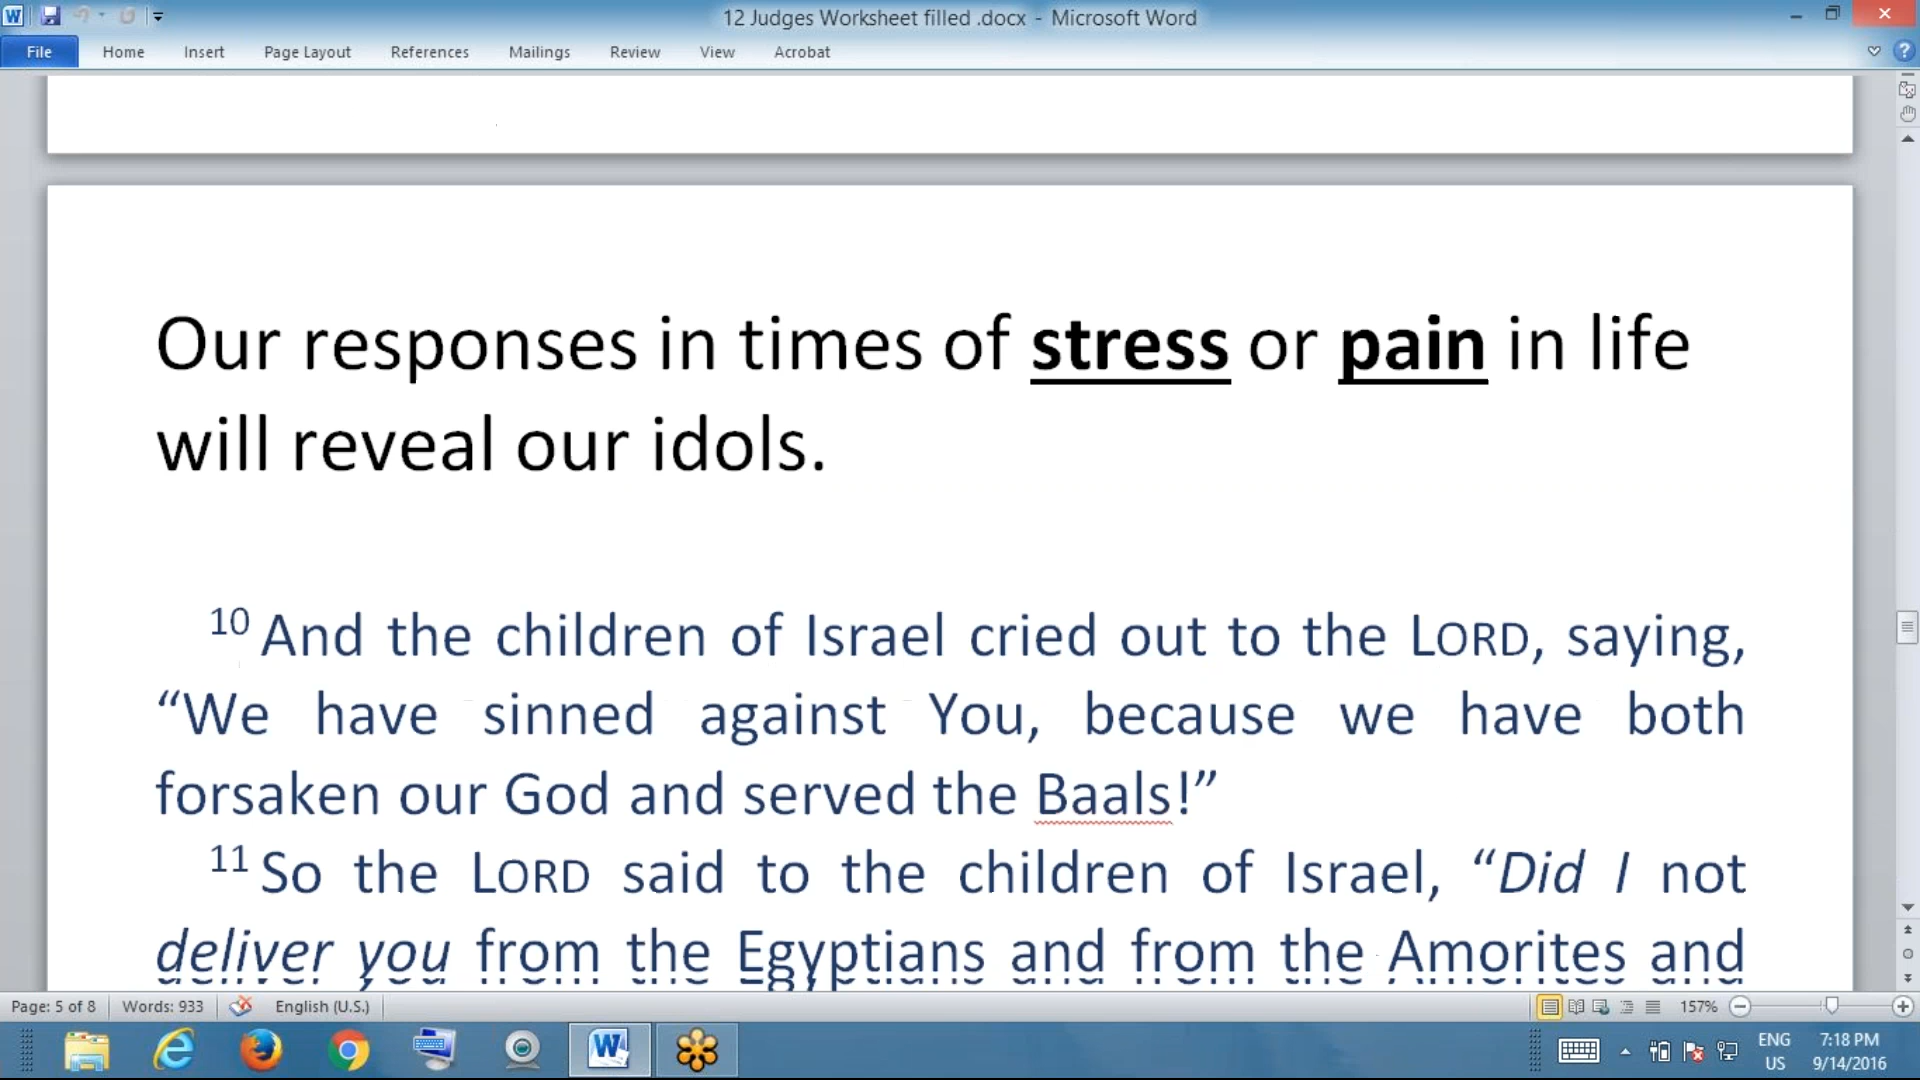 12 Judges Worksheet filled .docx - Microsoft Word
File Home Insert Page Layout References Mailings Review View Acrobat
Our responses in times of stress or pain in life
will reveal our idols.
10 And the children of Israel cried out to the LORD, saying,
“We have sinned against You, because we have both
forsaken our God and served the Baals!”
11 So the LORD said to the children of Israel, “Did I not
deliver you from the Egyptians and from the Amorites and
Page: 5 of 8 Words: 933 English (U.S.) 157%
ENG 7:18 PM
US 9/14/2016